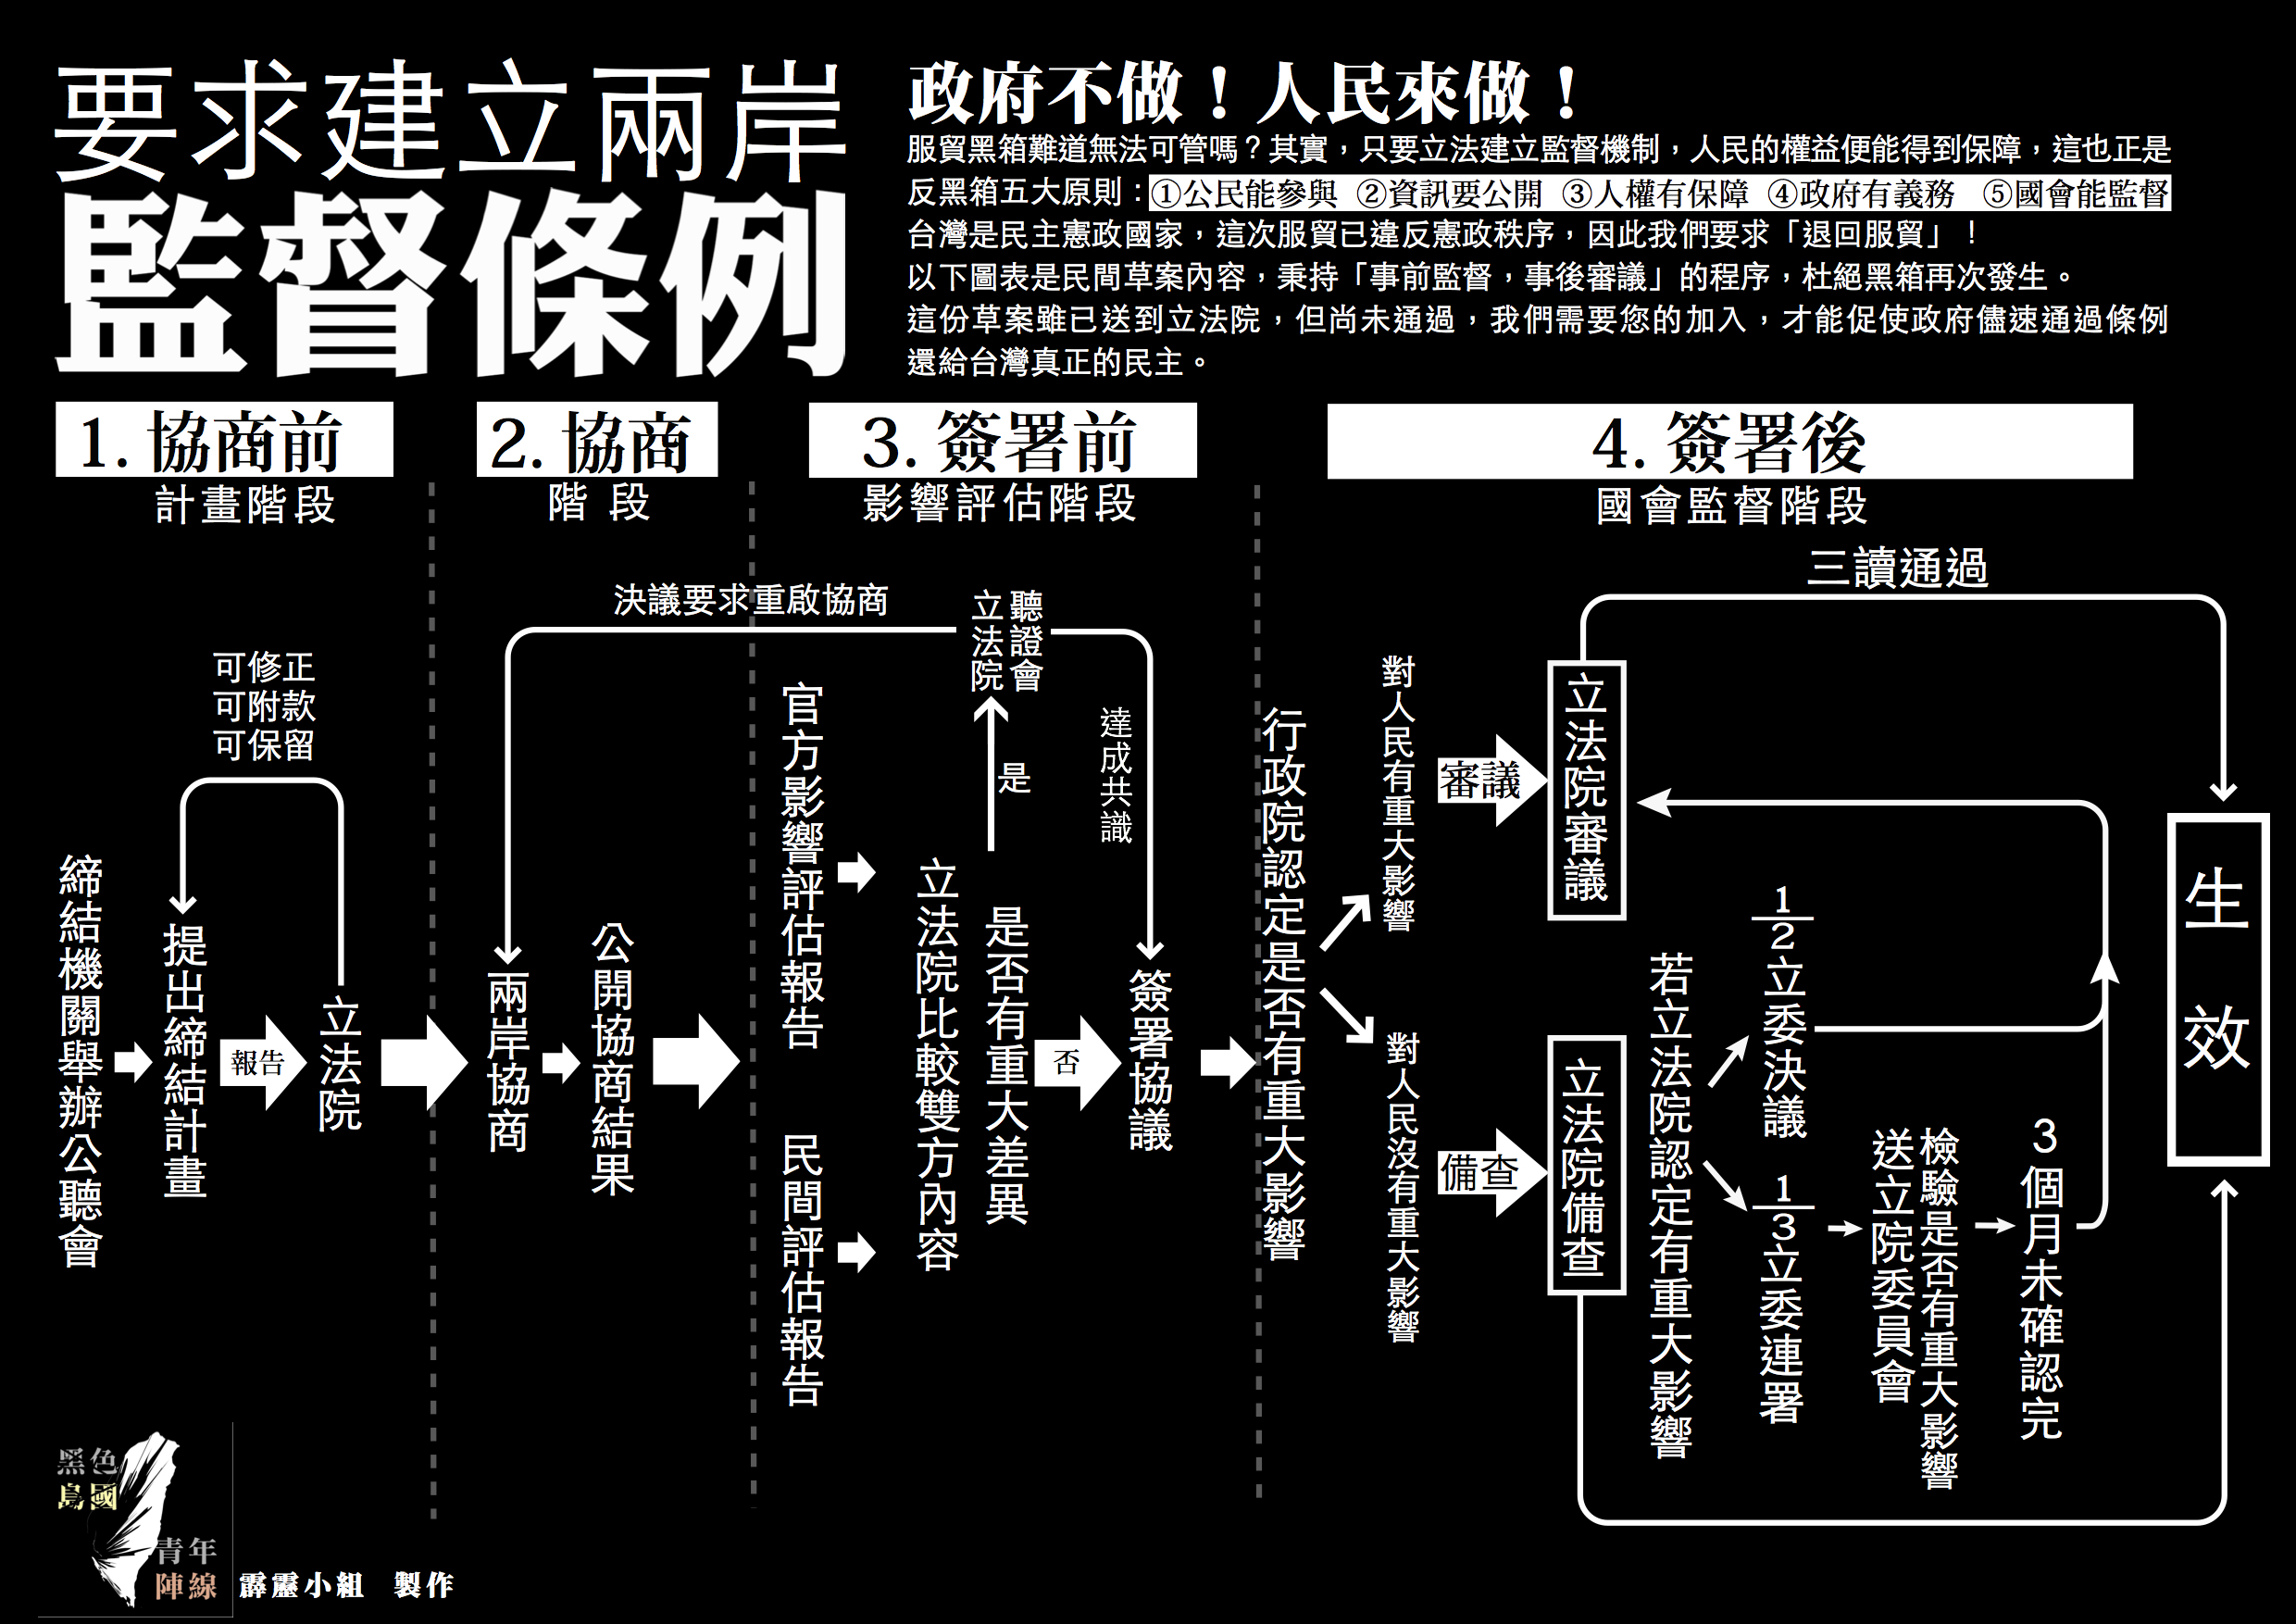 要求建立兩岸
監督條例
政府不做！人民來做！
服貿黑箱難道無法可管嗎？其實，只要立法建立監督機制，人民的權益便能得到保障，這也正是
反黑箱五大原則：①公民能參與 ②資訊要公開 ③人權有保障 ④政府有義務 ⑤國會能監督
台灣是民主憲政國家，這次服貿已違反憲政秩序，因此我們要求「退回服貿」！
以下圖表是民間草案內容，秉持「事前監督，事後審議」的程序，杜絕黑箱再次發生。
這份草案雖已送到立法院，但尚未通過，我們需要您的加入，才能促使政府儘速通過條例
還給台灣真正的民主。
1. 協商前
計畫階段
可修正
可附款
可保留
締結機關舉辦公聽會
提出締結計畫
報告
立法院
2. 協商
階段
決議要求重啟協商
兩岸協商
公開協商結果
3. 簽署前
影響評估階段
官方影響評估報告
民間評估報告
立法院比較雙方內容
是否有重大差異
是
立法院
聽證會
達成共識
否
簽署協議
4. 簽署後
國會監督階段
三讀通過
行政院認定是否有重大影響
對人民有重大影響
審議
立法院審議
對人民沒有重大影響
備查
立法院備查
若立法院認定有重大影響
1/2立委決議
1/3立委連署
送立院委員會
檢驗是否有重大影響
3個月未確認完
生效
黑色
島國
青年
陣線
霹靂小組 製作